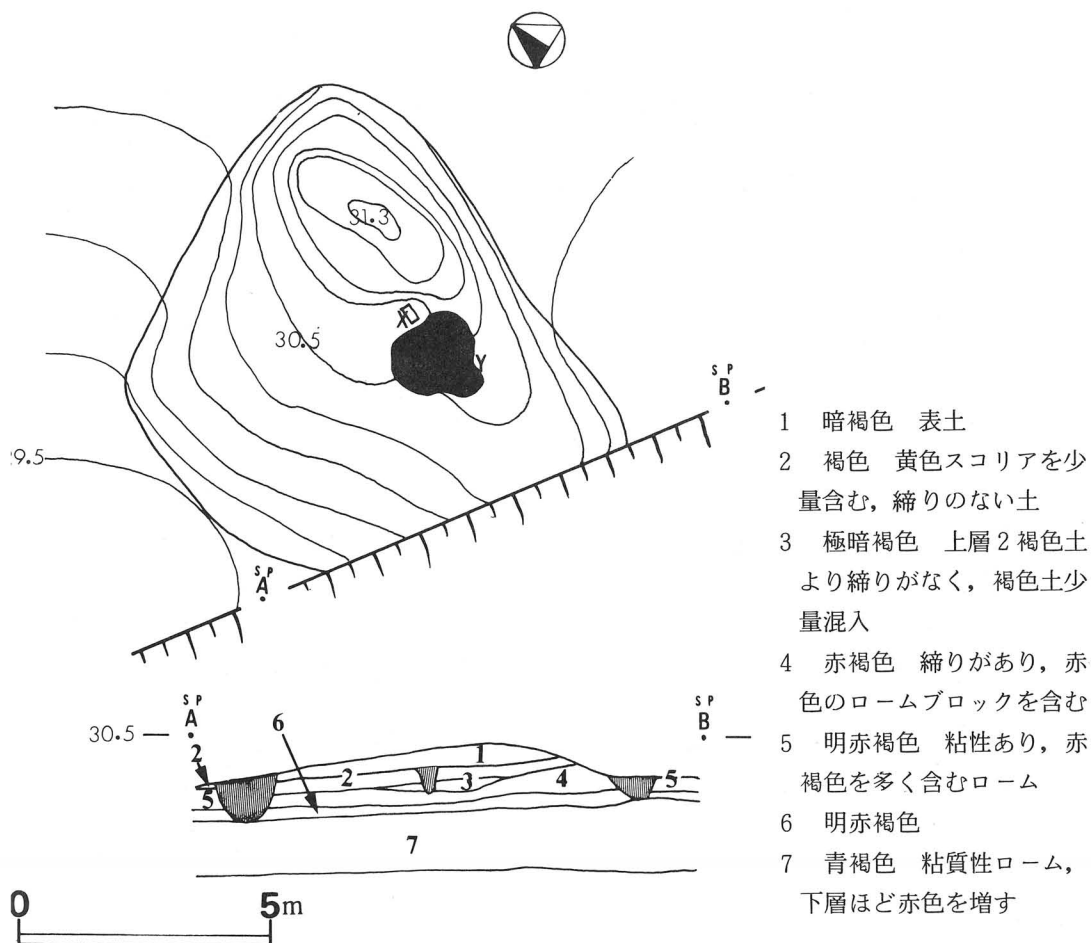 31.3
30.5
Y
S P
B
9.5
S P
A
1 暗褐色 表土
2 褐色 黄色スコリアを少
量含む，締りのない土
3 極暗褐色 上層2褐色土
より締りがなく，褐色土少
量混入
4 赤褐色 締りがあり，赤
色のロームブロックを含む
5 明赤褐色 粘性あり，赤
褐色を多く含むローム
6 明赤褐色
7 青褐色 粘質性ローム，
下層ほど赤色を増す
S P
A
S P
B
30.5
6
2
1
2
3
4
5
5
7
0
5m